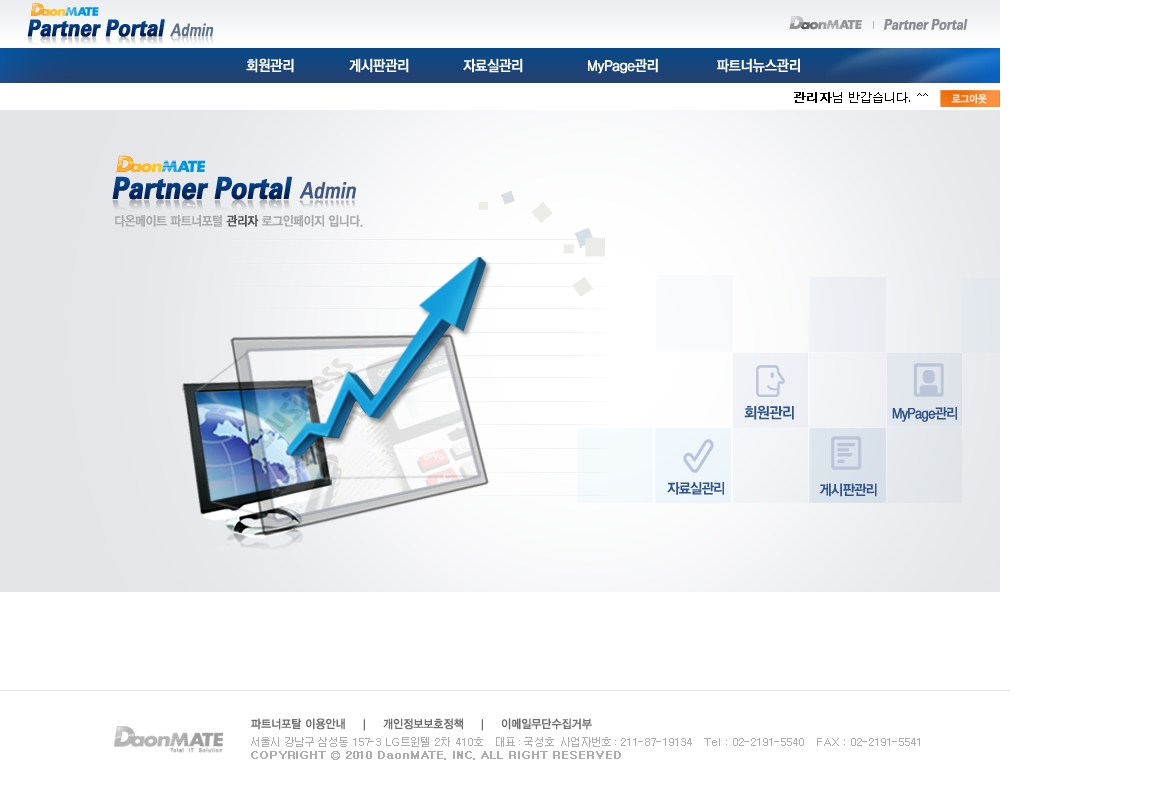 DaonMATE
Partner Portal Admin
DaonMATE | Partner Portal
회원관리 게시판관리 자료실관리 MyPage관리 파트너뉴스관리
관리자님 반갑습니다. ^^ 로그아웃
DaonMATE
Partner Portal Admin
다온메이트 파트너포털 관리자 로그인페이지 입니다.
Business
회원관리 MyPage관리
자료실관리 게시판관리
파트너포탈 이용안내 | 개인정보보호정책 | 이메일무단수집거부
DaonMATE
Total IT Solution
서울시 강남구 삼성동 157-3 LG트윈텔 2차 410호 대표 : 국성호 사업자번호 : 211-87-19134 Tel : 02-2191-5540 FAX : 02-2191-5541
COPYRIGHT © 2010 DaonMATE, INC. ALL RIGHT RESERVED